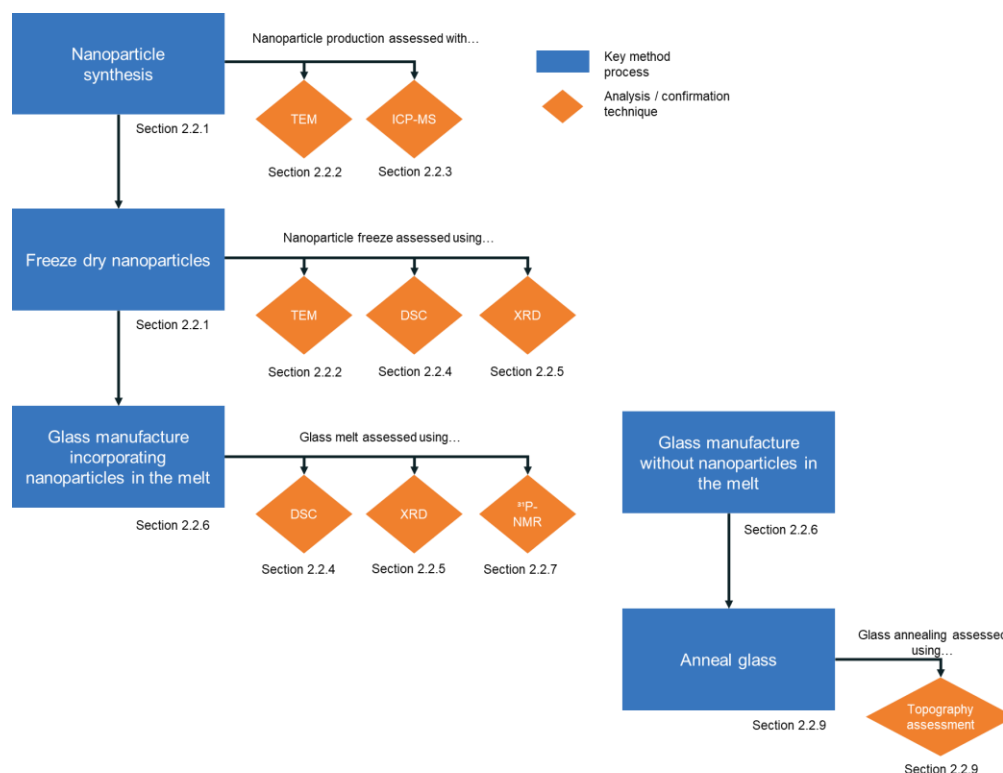 Nanoparticle
synthesis
Section 2.2.1
Nanoparticle production assessed with…
TEM
Section 2.2.2
ICP-MS
Section 2.2.3
Key method
process
Analysis / confirmation
technique
Freeze dry nanoparticles
Section 2.2.1
Nanoparticle freeze assessed using…
TEM
Section 2.2.2
DSC
Section 2.2.4
XRD
Section 2.2.5
Glass manufacture
incorporating
nanoparticles in the melt
Section 2.2.6
Glass melt assessed using…
DSC
Section 2.2.4
XRD
Section 2.2.5
³¹P-
NMR
Section 2.2.7
Glass manufacture
without nanoparticles in
the melt
Section 2.2.6
Anneal glass
Section 2.2.9
Glass annealing assessed
using…
Topography
assessment
Section 2.2.9